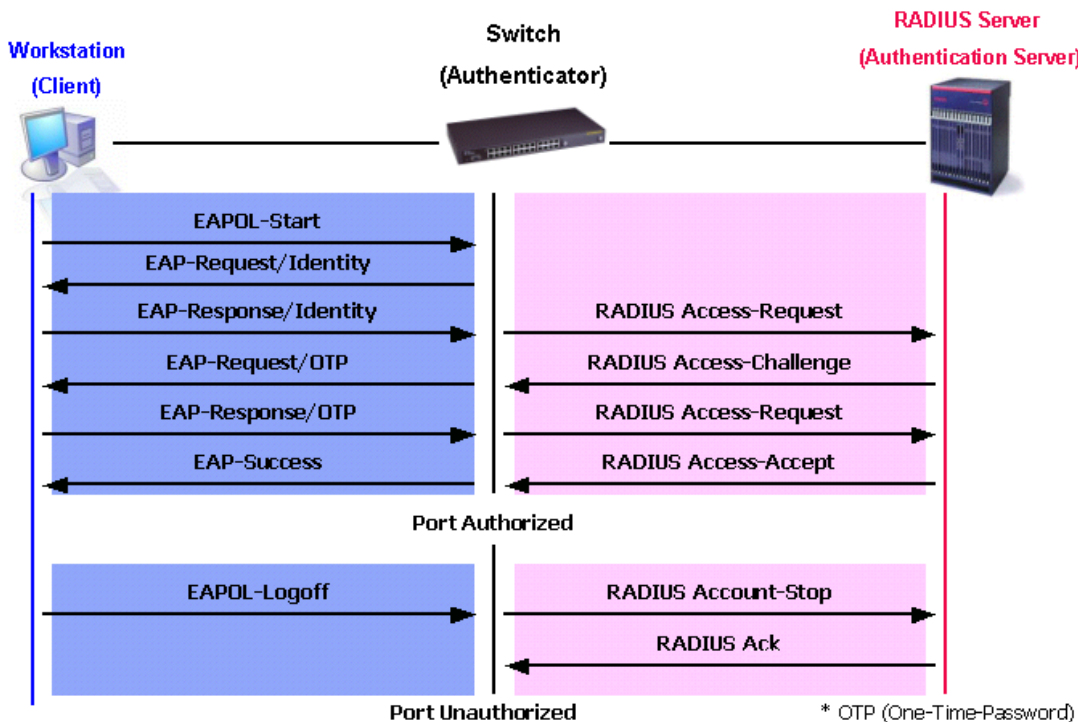 Workstation
(Client)
Switch
(Authenticator)
RADIUS Server
(Authentication Server)
EAPOL-Start
EAP-Request/Identity
EAP-Response/Identity
RADIUS Access-Request
EAP-Request/OTP
RADIUS Access-Challenge
EAP-Response/OTP
RADIUS Access-Request
EAP-Success
RADIUS Access-Accept
Port Authorized
EAPOL-Logoff
RADIUS Account-Stop
RADIUS Ack
Port Unauthorized
* OTP (One-Time-Password)